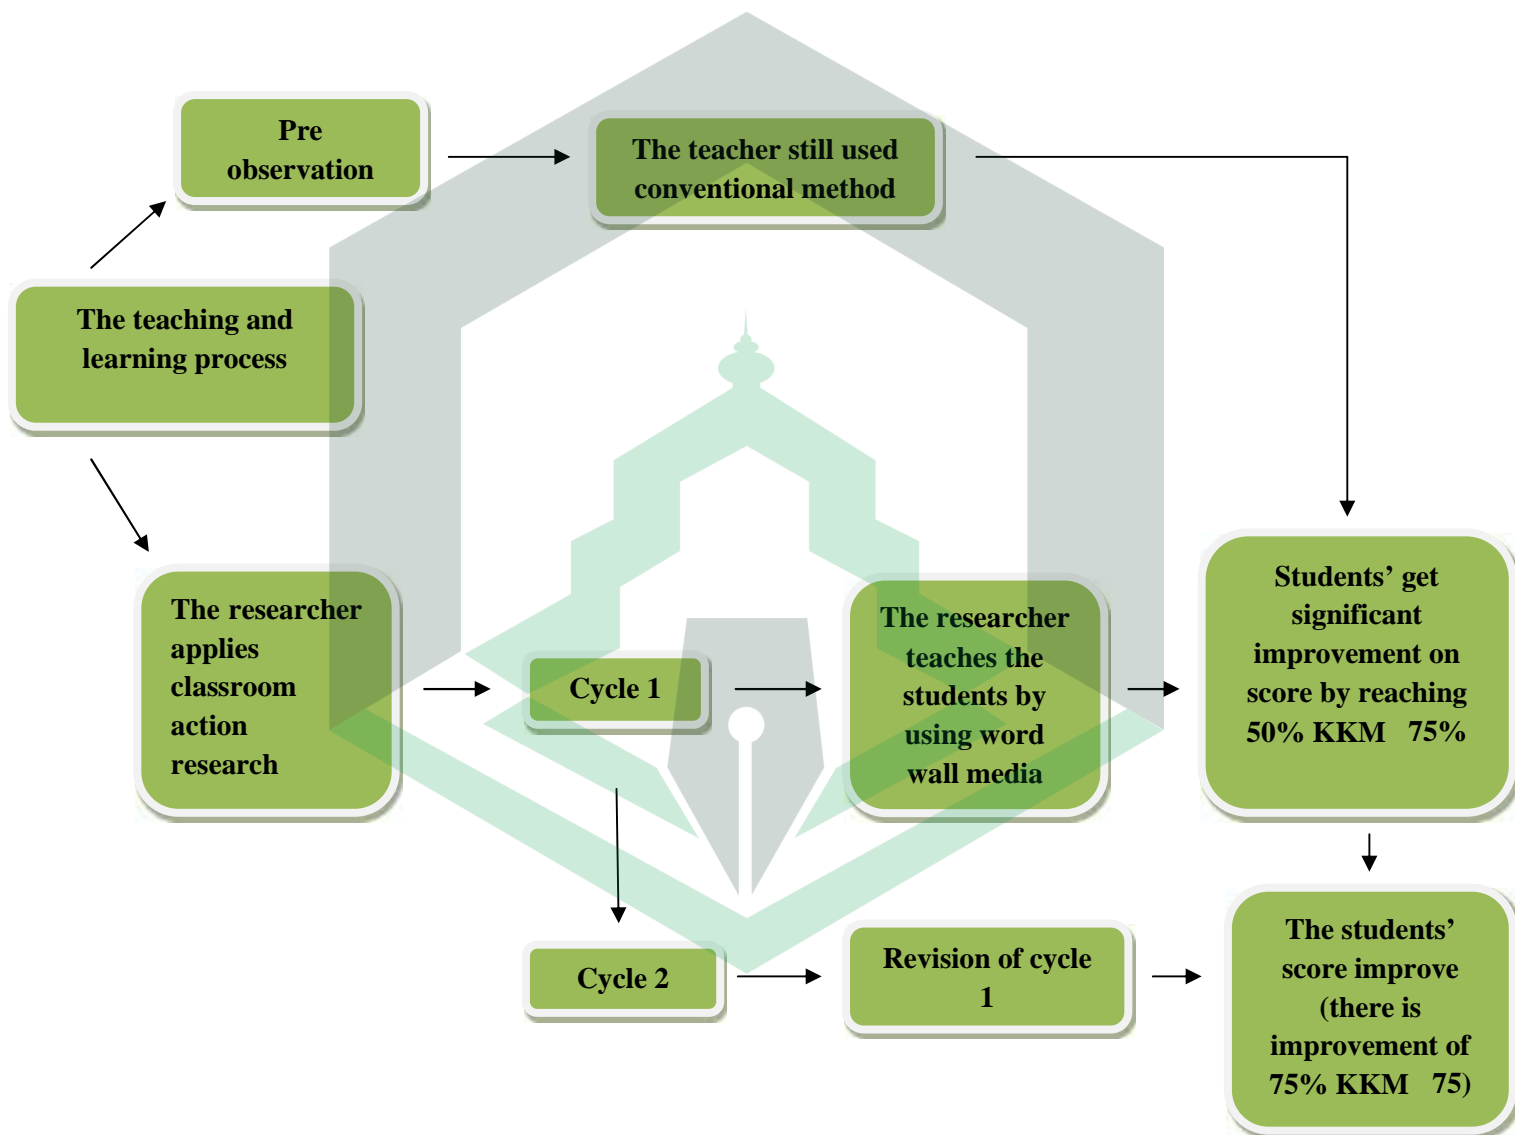 Pre
observation
The teacher still used
conventional method
The teaching and
learning process
The researcher
applies
classroom
action
research
Cycle 1
The researcher
teaches the
students by
using word
wall media
Students’ get
significant
improvement on
score by reaching
50% KKM 75%
Cycle 2
Revision of cycle
1
The students’
score improve
(there is
improvement of
75% KKM 75)